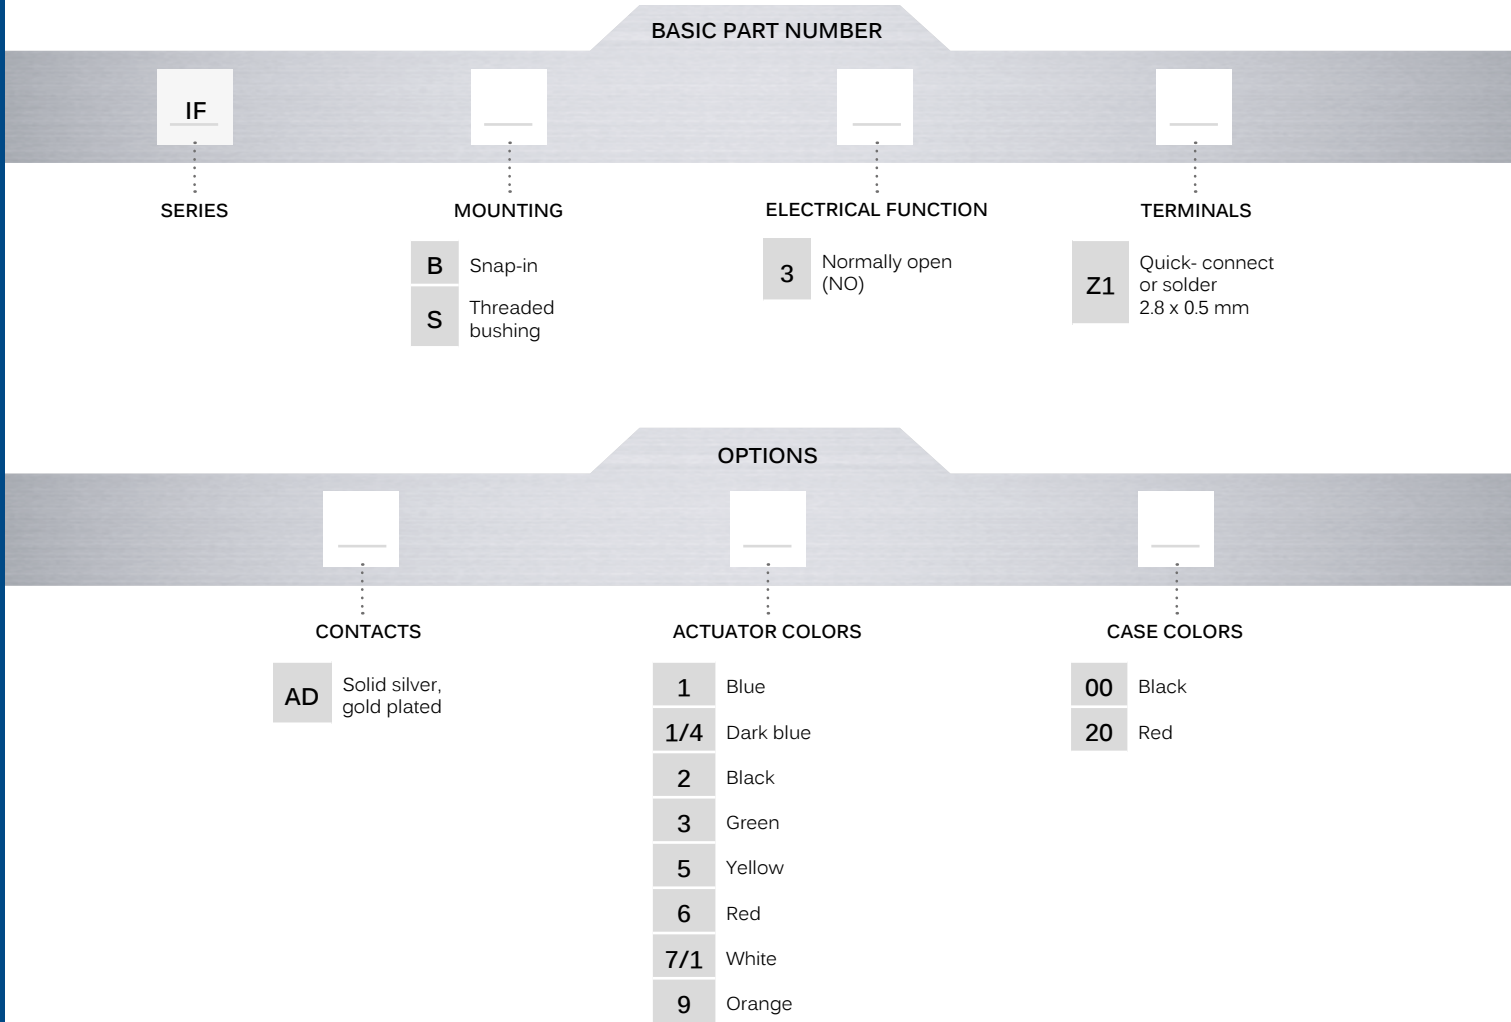 BASIC PART NUMBER
IF
SERIES
MOUNTING
B Snap-in
S Threaded
bushing
ELECTRICAL FUNCTION
3 Normally open
(NO)
TERMINALS
Z1 Quick- connect
or solder
2.8 x 0.5 mm
OPTIONS
CONTACTS
AD Solid silver,
gold plated
ACTUATOR COLORS
1 Blue
1/4 Dark blue
2 Black
3 Green
5 Yellow
6 Red
7/1 White
9 Orange
CASE COLORS
00 Black
20 Red